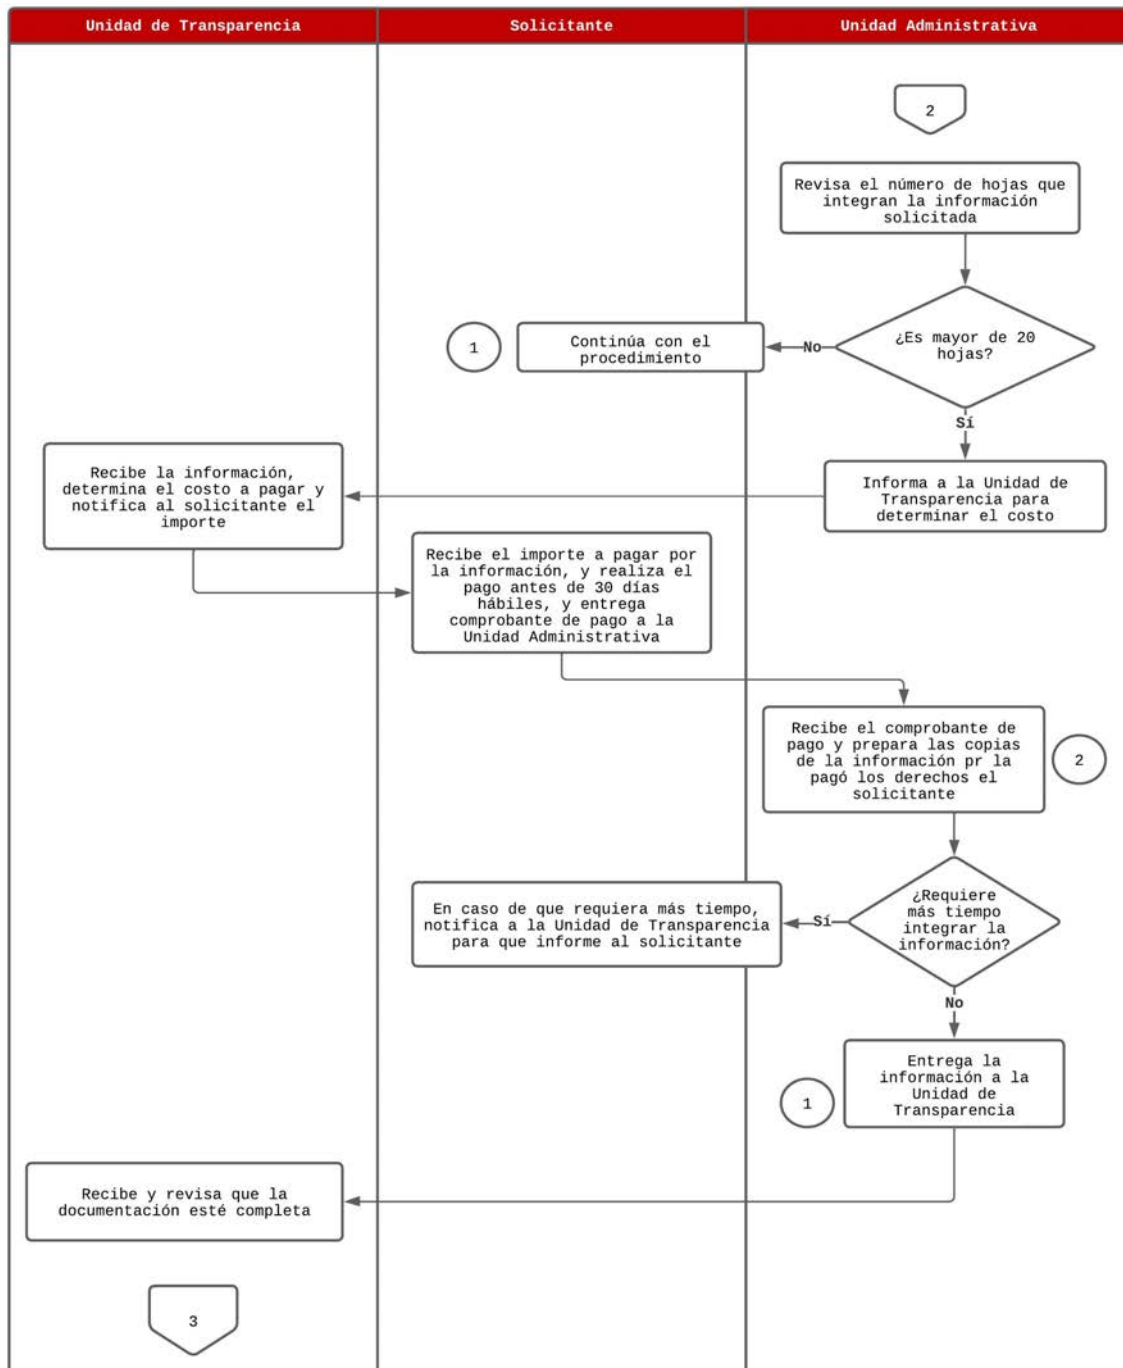 Unidad de Transparencia
Solicitante
Unidad Administrativa
2
Revisa el número de hojas que
integran la información
solicitada
¿Es mayor de 20
hojas?
No
Continúa con el
procedimiento
1
Sí
Informa a la Unidad de
Transparencia para
determinar el costo
Recibe la información,
determina el costo a pagar y
notifica al solicitante el
importe
Recibe el importe a pagar por
la información, y realiza el
pago antes de 30 días
hábiles, y entrega
comprobante de pago a la
Unidad Administrativa
Recibe el comprobante de
pago y prepara las copias
de la información pr la
pagó los derechos el
solicitante
2
¿Requiere
más tiempo
integrar la
información?
Sí
En caso de que requiera más tiempo,
notifica a la Unidad de Transparencia
para que informe al solicitante
No
Entrega la
información a la
Unidad de
Transparencia
1
Recibe y revisa que la
documentación esté completa
3